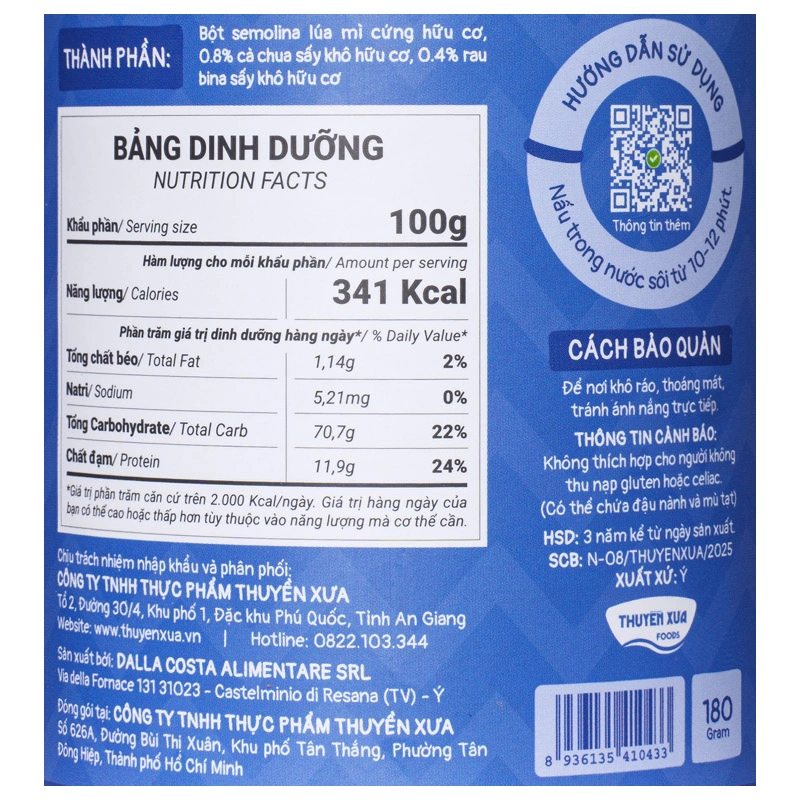 THÀNH PHẦN:
Bột semolina lúa mì cứng hữu cơ,
0.8% cà chua sấy khô hữu cơ, 0.4% rau
bina sấy khô hữu cơ
BẢNG DINH DƯỠNG
NUTRITION FACTS
Khẩu phần/ Serving size 100g
Hàm lượng cho mỗi khẩu phần/ Amount per serving
Năng lượng/ Calories 341 Kcal
Phần trăm giá trị dinh dưỡng hàng ngày*/ % Daily Value*
Tổng chất béo/ Total Fat 1,14g 2%
Natri/ Sodium 5,21mg 0%
Tổng Carbohydrate/ Total Carb 70,7g 22%
Chất đạm/ Protein 11,9g 24%
*Giá trị phần trăm căn cứ trên 2.000 Kcal/ngày. Giá trị hàng ngày của
bạn có thể cao hoặc thấp hơn tùy thuộc vào năng lượng mà cơ thể cần.
Chịu trách nhiệm nhập khẩu và phân phối:
CÔNG TY TNHH THỰC PHẨM THUYỀN XƯA
Tổ 2, Đường 30/4, Khu phố 1, Đặc khu Phú Quốc, Tỉnh An Giang
Website: www.thuyenxua.vn | Hotline: 0822.103.344
Sản xuất bởi: DALLA COSTA ALIMENTARE SRL
Via della Fornace 131 31023 - Castelminio di Resana (TV) - Ý
Đóng gói tại: CÔNG TY TNHH THỰC PHẨM THUYỀN XƯA
Số 626A, Đường Bùi Thị Xuân, Khu phố Tân Thắng, Phường Tân
Đông Hiệp, Thành phố Hồ Chí Minh
HƯỚNG DẪN SỬ DỤNG
Thông tin thêm
Nấu trong nước sôi từ 10-12 phút.
CÁCH BẢO QUẢN
Để nơi khô ráo, thoáng mát,
tránh ánh nắng trực tiếp.
THÔNG TIN CẢNH BÁO:
Không thích hợp cho người không
thu nạp gluten hoặc celiac.
(Có thể chứa đậu nành và mù tạt)
HSD: 3 năm kể từ ngày sản xuất.
SCB: N-08/THUYENXUA/2025
XUẤT XỨ: Ý
THUYỀN XƯA
FOODS
8 936135 410433
180
Gram